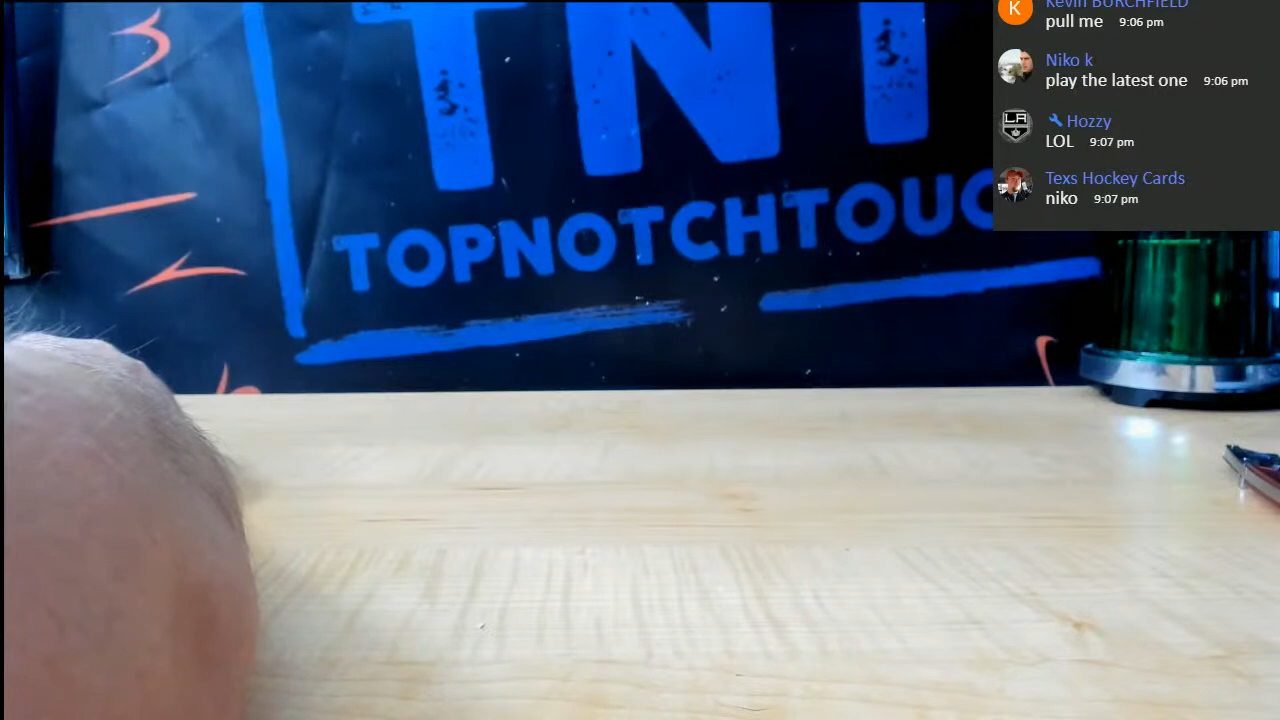 TNT
TOPNOTCHTOUC
Kevin BURCHFIELD
pull me 9:06 pm
Niko k
play the latest one 9:06 pm
Hozzy
LOL 9:07 pm
Texs Hockey Cards
niko 9:07 pm
LA
K